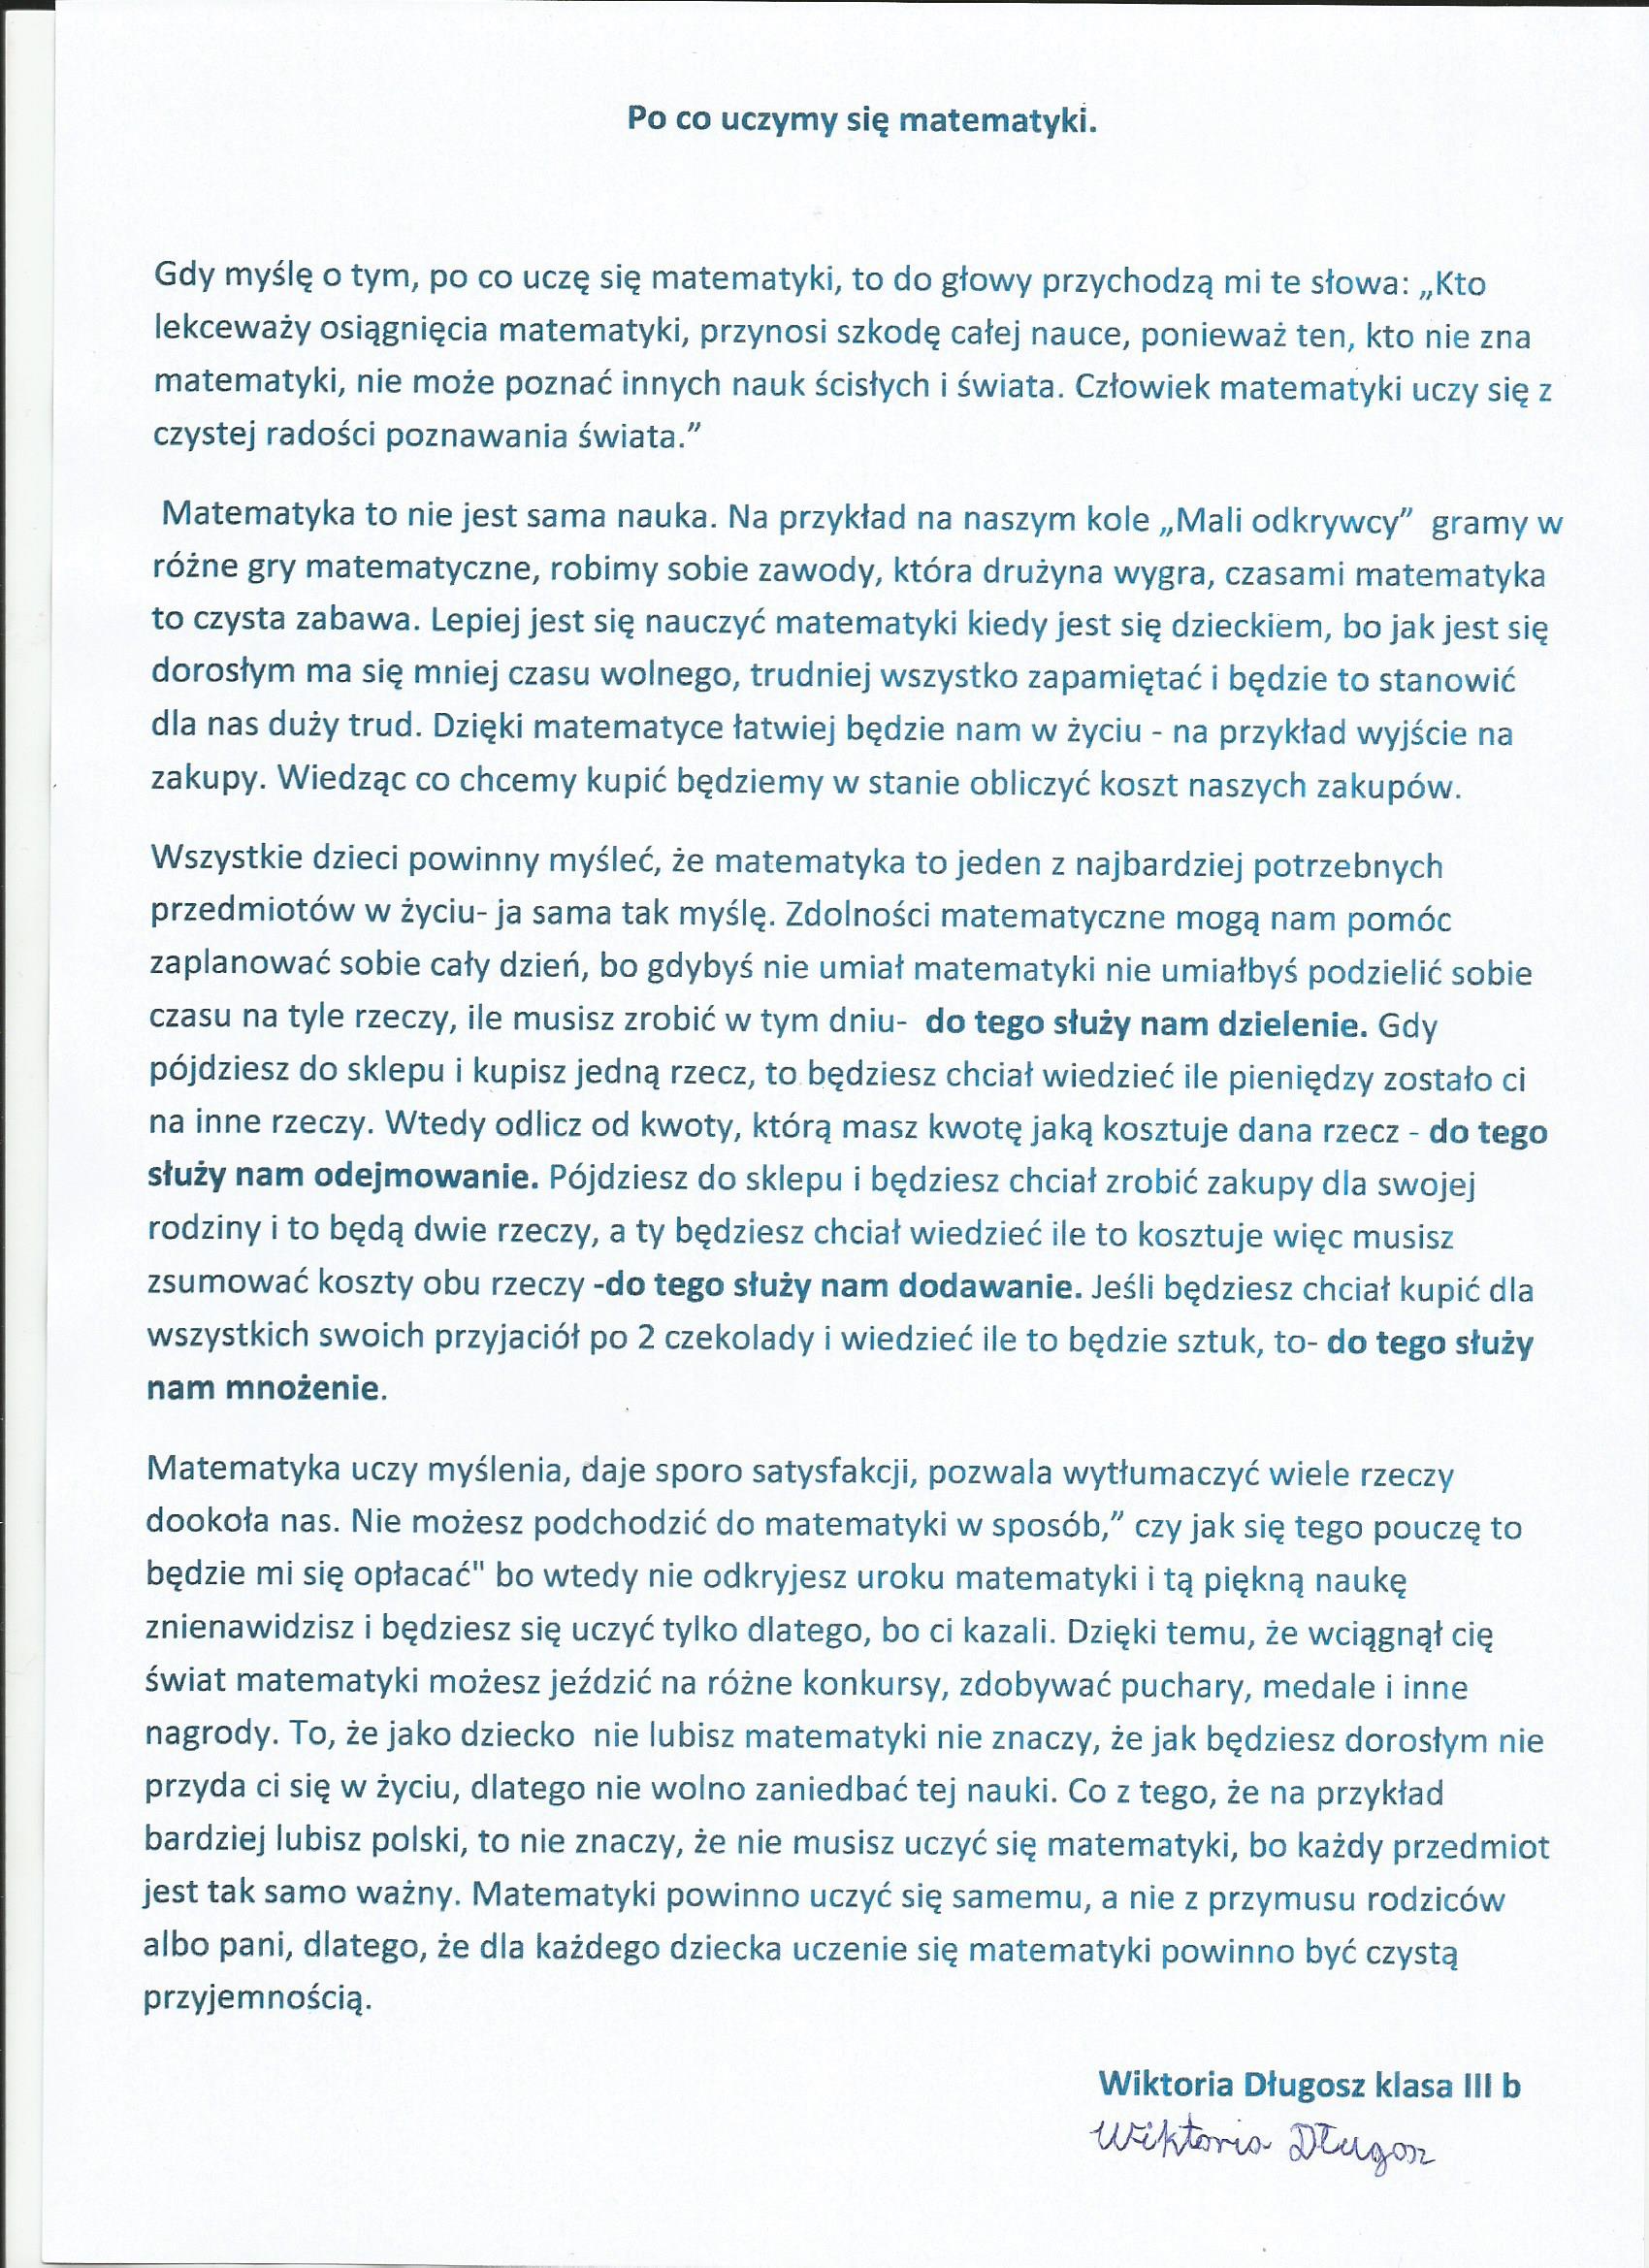 Po co uczymy się matematyki.
Gdy myślę o tym, po co uczę się matematyki, to do głowy przychodzą mi te słowa: „Kto
lekceważy osiągnięcia matematyki, przynosi szkodę całej nauce, ponieważ ten, kto nie zna
matematyki, nie może poznać innych nauk ścisłych i świata. Człowiek matematyki uczy się z
czystej radości poznawania świata.”
Matematyka to nie jest sama nauka. Na przykład na naszym kole „Mali odkrywcy” gramy w
różne gry matematyczne, robimy sobie zawody, która drużyna wygra, czasami matematyka
to czysta zabawa. Lepiej jest się nauczyć matematyki kiedy jest się dzieckiem, bo jak jest się
dorosłym ma się mniej czasu wolnego, trudniej wszystko zapamiętać i będzie to stanowić
dla nas duży trud. Dzięki matematyce łatwiej będzie nam w życiu - na przykład wyjście na
zakupy. Wiedząc co chcemy kupić będziemy w stanie obliczyć koszt naszych zakupów.
Wszystkie dzieci powinny myśleć, że matematyka to jeden z najbardziej potrzebnych
przedmiotów w życiu- ja sama tak myślę. Zdolności matematyczne mogą nam pomóc
zaplanować sobie cały dzień, bo gdybyś nie umiał matematyki nie umiałbyś podzielić sobie
czasu na tyle rzeczy, ile musisz zrobić w tym dniu- do tego służy nam dzielenie. Gdy
pójdziesz do sklepu i kupisz jedną rzecz, to będziesz chciał wiedzieć ile pieniędzy zostało ci
na inne rzeczy. Wtedy odlicz od kwoty, którą masz kwotę jaką kosztuje dana rzecz - do tego
służy nam odejmowanie. Pójdziesz do sklepu i będziesz chciał zrobić zakupy dla swojej
rodziny i to będą dwie rzeczy, a ty będziesz chciał wiedzieć ile to kosztuje więc musisz
zsumować koszty obu rzeczy -do tego służy nam dodawanie. Jeśli będziesz chciał kupić dla
wszystkich swoich przyjaciół po 2 czekolady i wiedzieć ile to będzie sztuk, to- do tego służy
nam mnożenie.
Matematyka uczy myślenia, daje sporo satysfakcji, pozwala wytłumaczyć wiele rzeczy
dookoła nas. Nie możesz podchodzić do matematyki w sposób,” czy jak się tego pouczę to
będzie mi się opłacać" bo wtedy nie odkryjesz uroku matematyki i tą piękną naukę
znienawidzisz i będziesz się uczyć tylko dlatego, bo ci kazali. Dzięki temu, że wciągnął cię
świat matematyki możesz jeździć na różne konkursy, zdobywać puchary, medale i inne
nagrody. To, że jako dziecko nie lubisz matematyki nie znaczy, że jak będziesz dorosłym nie
przyda ci się w życiu, dlatego nie wolno zaniedbać tej nauki. Co z tego, że na przykład
bardziej lubisz polski, to nie znaczy, że nie musisz uczyć się matematyki, bo każdy przedmiot
jest tak samo ważny. Matematyki powinno uczyć się samemu, a nie z przymusu rodziców
albo pani, dlatego, że dla każdego dziecka uczenie się matematyki powinno być czystą
przyjemnością.
Wiktoria Długosz klasa III b
Wiktoria Długosz